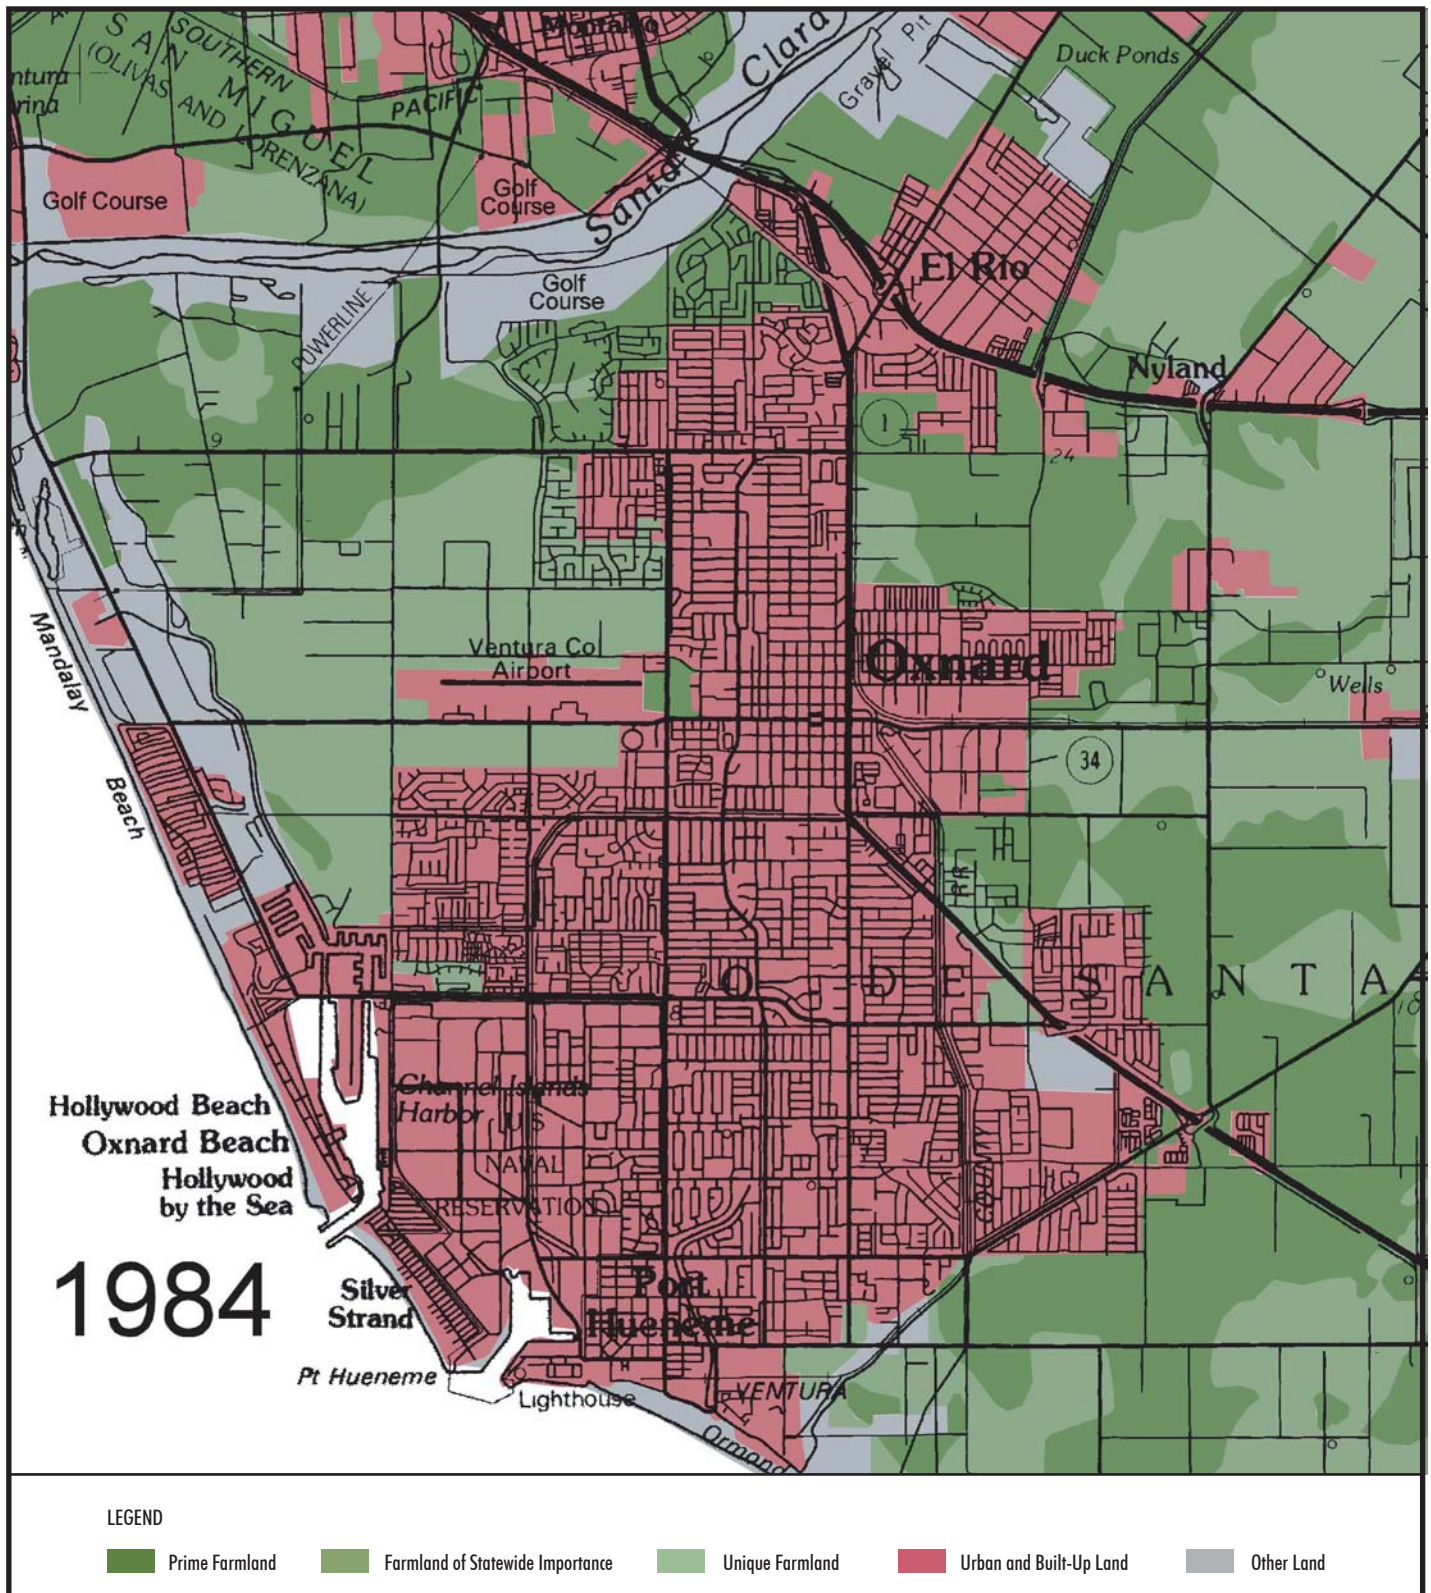 Montalvo
Clara
Gravel Pit
Duck Ponds
SAN MIGUEL
(OLIVAS AND LORENZANA)
SOUTHERN
PACIFIC
ntura
rina
Golf Course
Golf
Course
Santa
El Rio
Golf
Course
POWERLINE
Nyland
1
9
24
Mandalay
Beach
Ventura Co
Airport
Oxnard
Wells
34
RR
O DE SANTA
8
10
Channel Islands
Harbor
U S
NAVAL
RESERVATION
COUNTY
Hollywood Beach
Oxnard Beach
Hollywood
by the Sea
1984
Silver
Strand
Port
Hueneme
Pt Hueneme
Lighthouse
VENTURA
Ormond
LEGEND
Prime Farmland
Farmland of Statewide Importance
Unique Farmland
Urban and Built-Up Land
Other Land